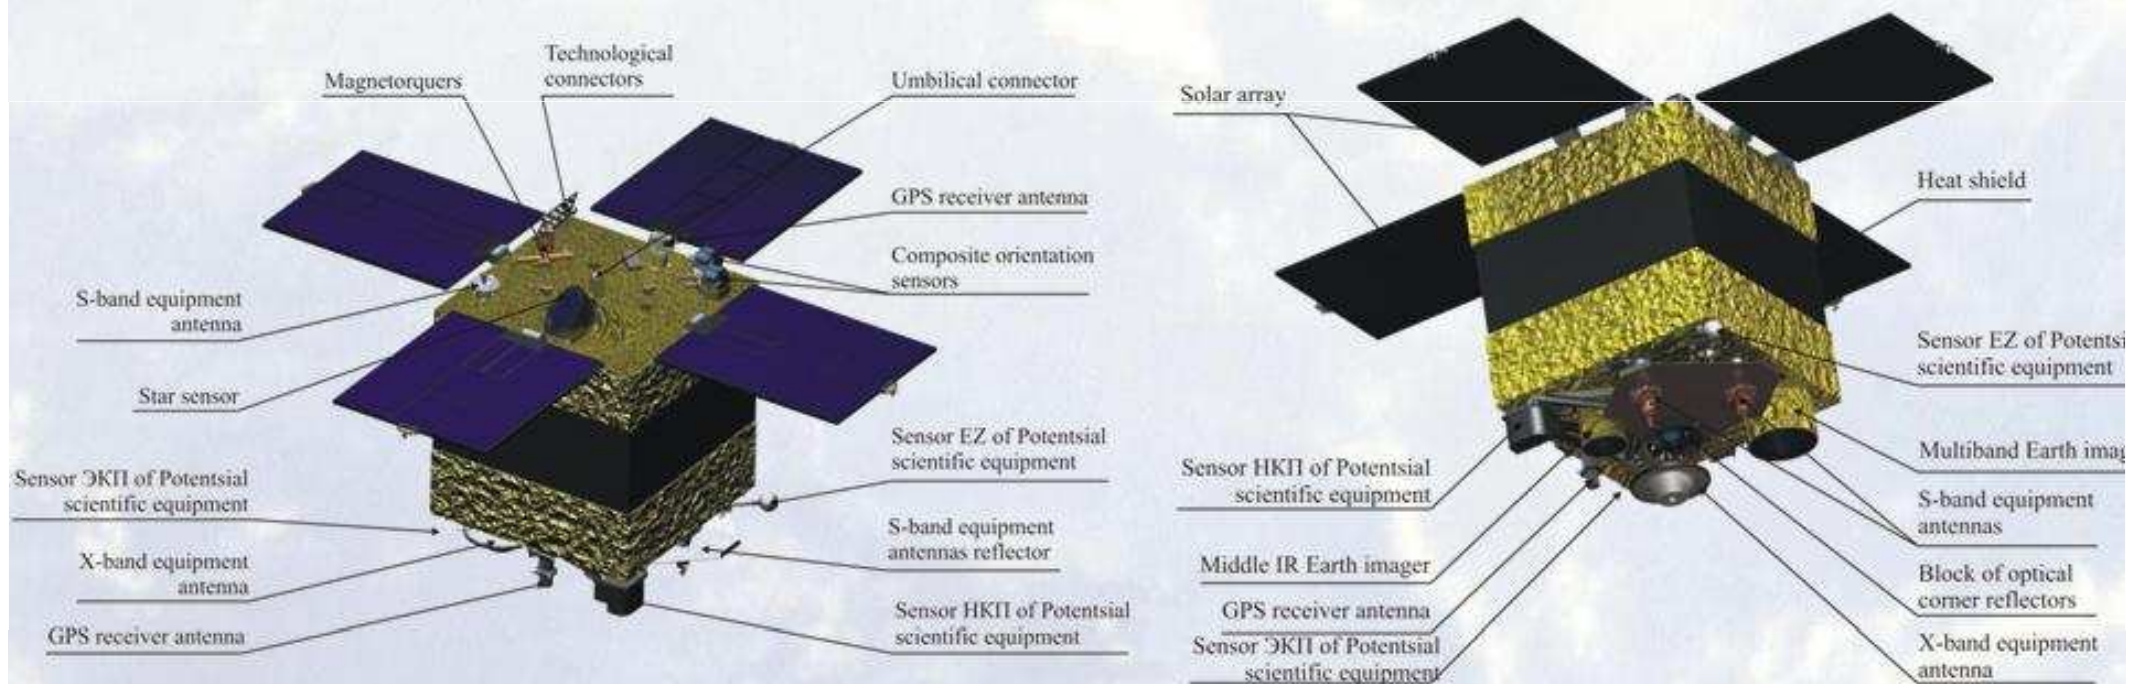 Magnetorquers
Technological
connectors
Umbilical connector
GPS receiver antenna
Composite orientation
sensors
S-band equipment
antenna
Star sensor
Sensor ЭКП of Potentsial
scientific equipment
X-band equipment
antenna
GPS receiver antenna
Sensor EZ of Potentsial
scientific equipment
S-band equipment
antennas reflector
Sensor НКП of Potentsial
scientific equipment
Solar array
Heat shield
Sensor EZ of Potentsi
scientific equipment
Multiband Earth imag
S-band equipment
antennas
Block of optical
corner reflectors
X-band equipment
antenna
Sensor НКП of Potentsial
scientific equipment
Middle IR Earth imager
GPS receiver antenna
Sensor ЭКП of Potentsial
scientific equipment